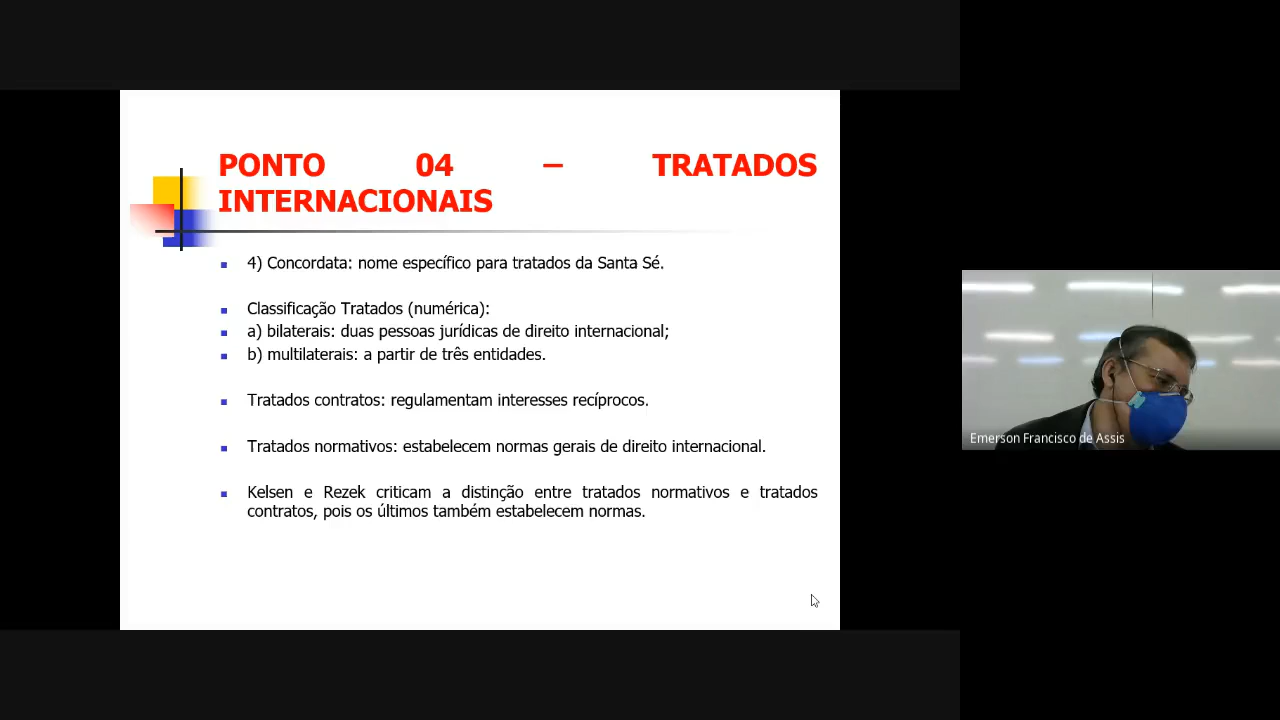 PONTO 04 – TRATADOS
INTERNACIONAIS
4) Concordata: nome específico para tratados da Santa Sé.
Classificação Tratados (numérica):
a) bilaterais: duas pessoas jurídicas de direito internacional;
b) multilaterais: a partir de três entidades.
Tratados contratos: regulamentam interesses recíprocos.
Tratados normativos: estabelecem normas gerais de direito internacional.
Kelsen e Rezek criticam a distinção entre tratados normativos e tratados
contratos, pois os últimos também estabelecem normas.
Emerson Francisco de Assis